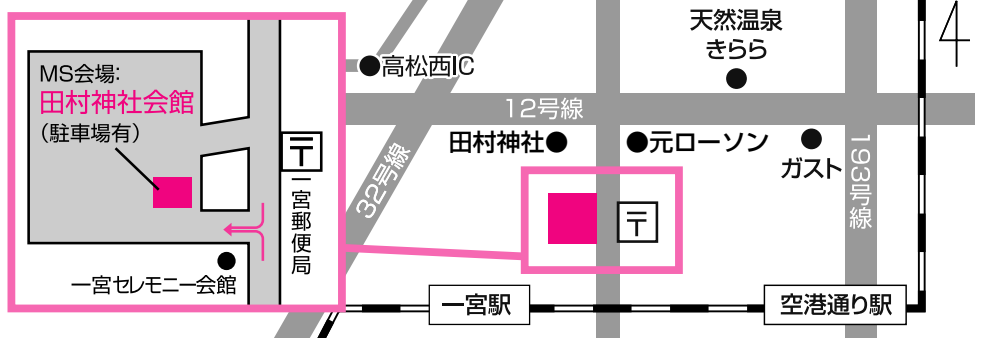 MS会場:
田村神社会館
（駐車場有）
〒
一宮郵便局
一宮セレモニー会館
高松西IC
天然温泉
きらら
12号線
田村神社
元ローソン
ガスト
32号線
193号線
〒
一宮駅
空港通り駅
4